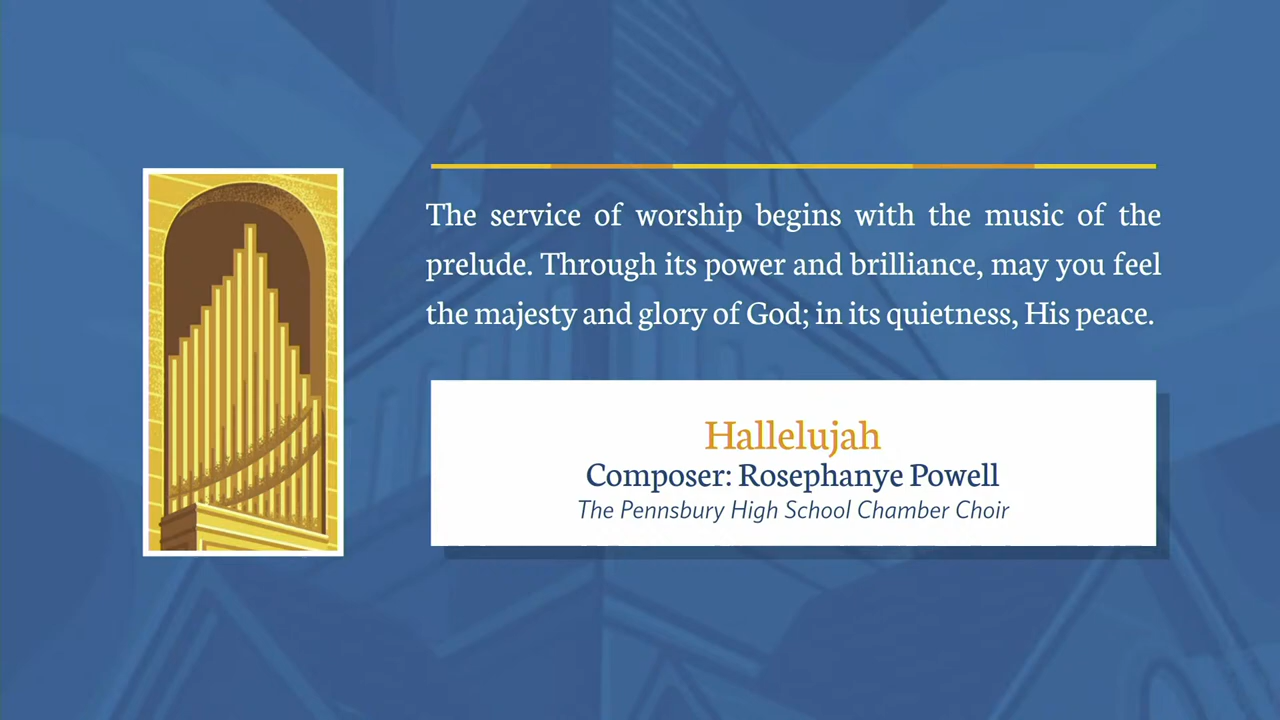 The service of worship begins with the music of the
prelude. Through its power and brilliance, may you feel
the majesty and glory of God; in its quietness, His peace.
Hallelujah
Composer: Rosephanye Powell
The Pennsbury High School Chamber Choir